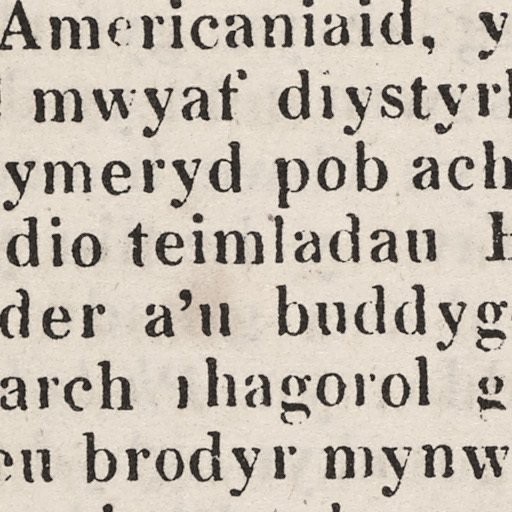 Americaniaid, y
mwyaf diystyrl
ymeryd pob ach
dio teimladau
der a'u buddyg
arch rhagorol g
eu brodyr mynw